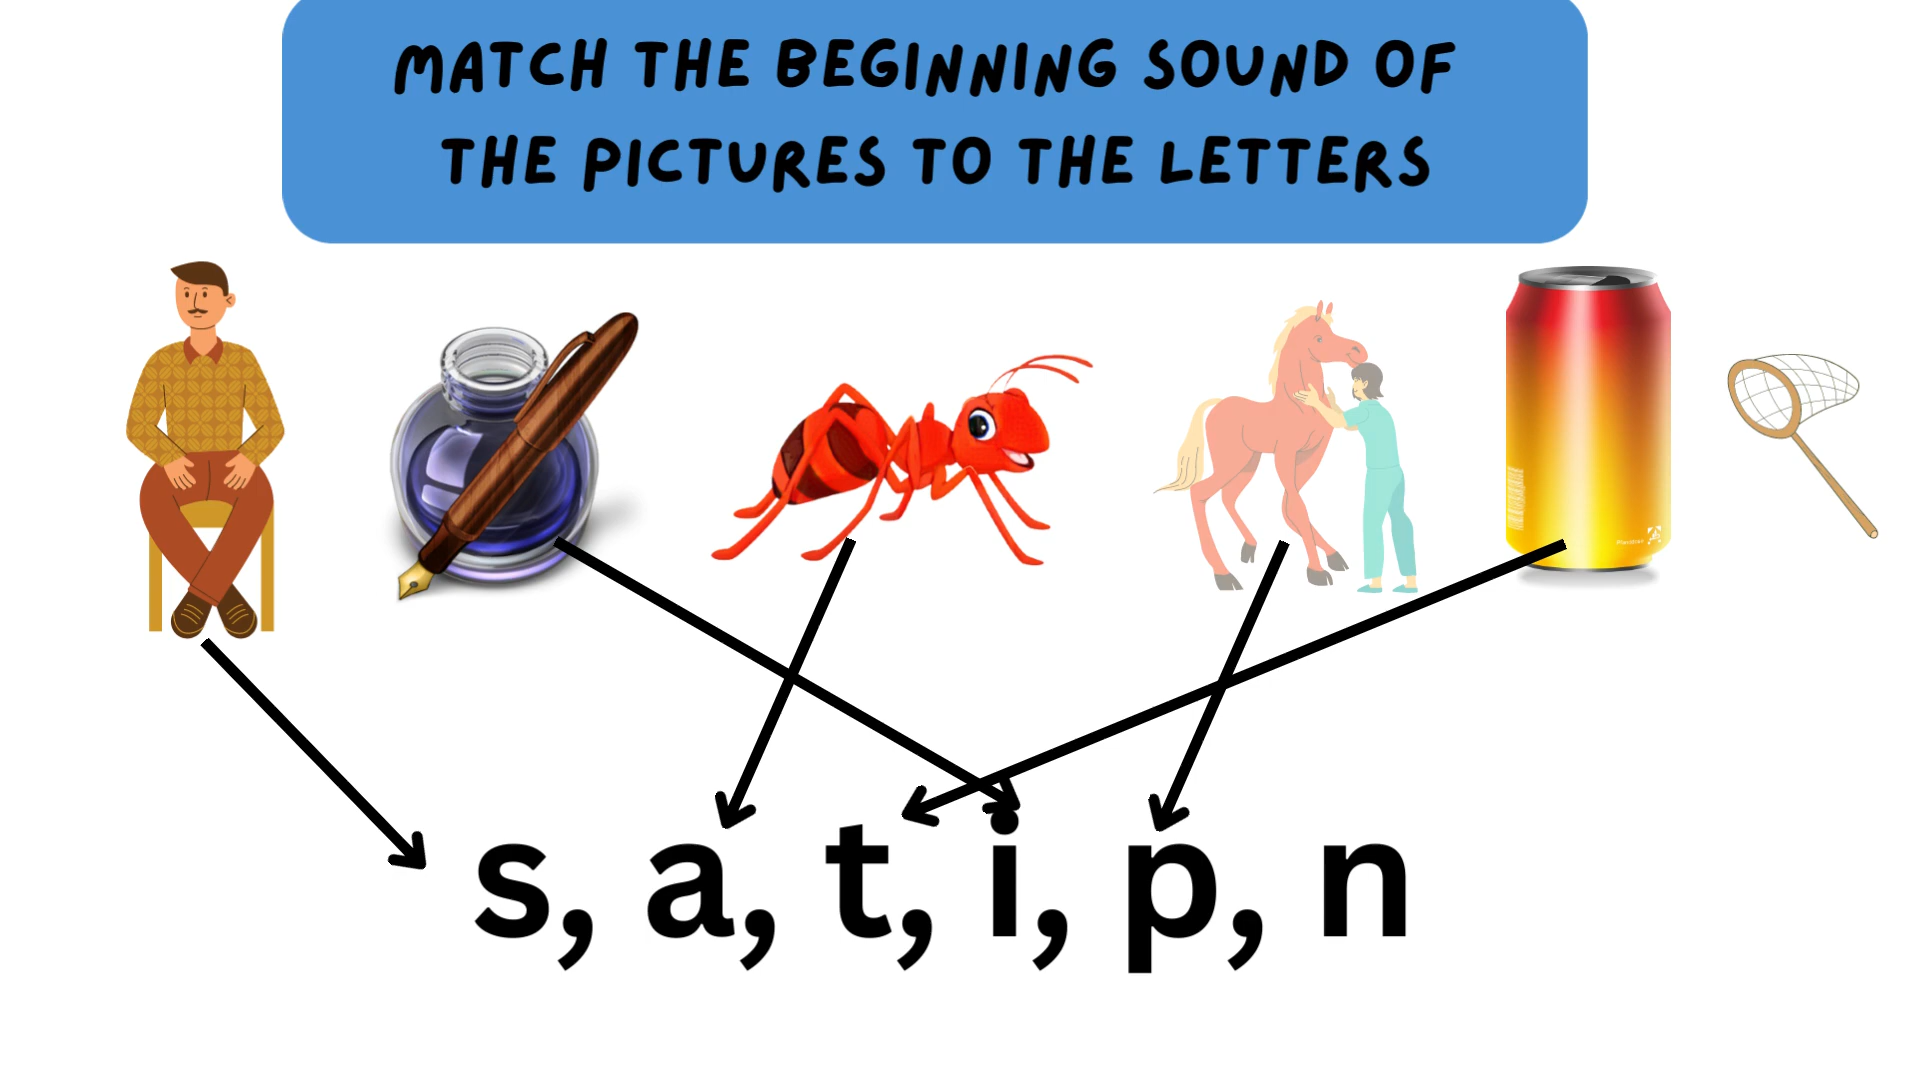 MATCH THE BEGINNING SOUND OF
THE PICTURES TO THE LETTERS
s, a, t, i, p, n